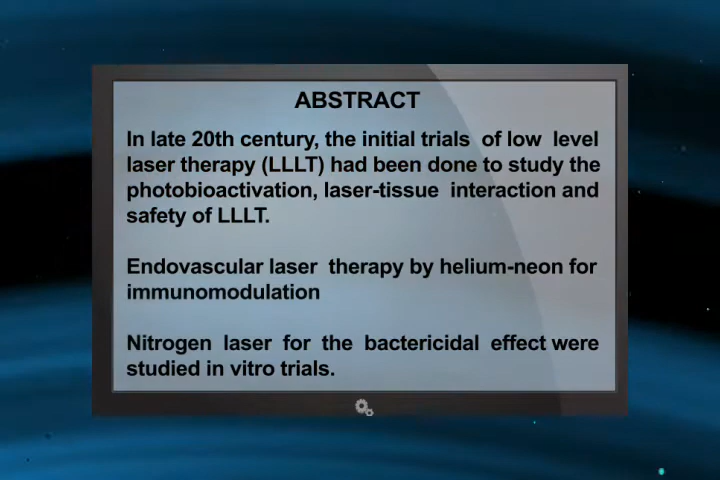 ABSTRACT
In late 20th century, the initial trials of low level
laser therapy (LLLT) had been done to study the
photobioactivation, laser-tissue interaction and
safety of LLLT.
Endovascular laser therapy by helium-neon for
immunomodulation
Nitrogen laser for the bactericidal effect were
studied in vitro trials.